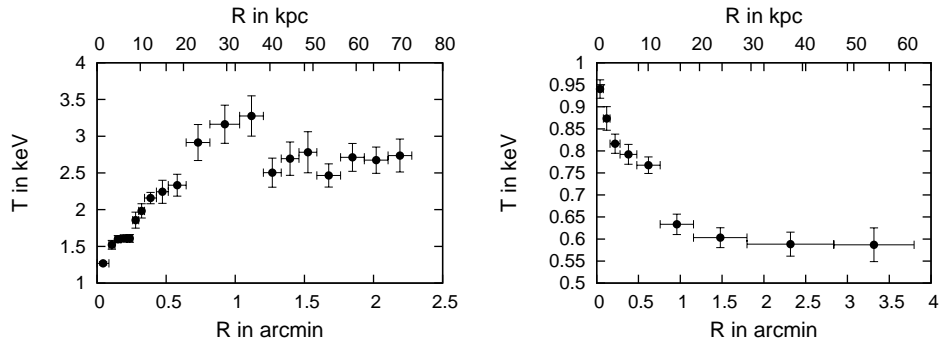 R in kpc
0 10 20 30 40 50 60 70 80
4
3.5
3
2.5
2
1.5
1
T in keV
0 0.5 1 1.5 2 2.5
R in arcmin
R in kpc
0 10 20 30 40 50 60
1
0.95
0.9
0.85
0.8
0.75
0.7
0.65
0.6
0.55
0.5
T in keV
0 0.5 1 1.5 2 2.5 3 3.5 4
R in arcmin